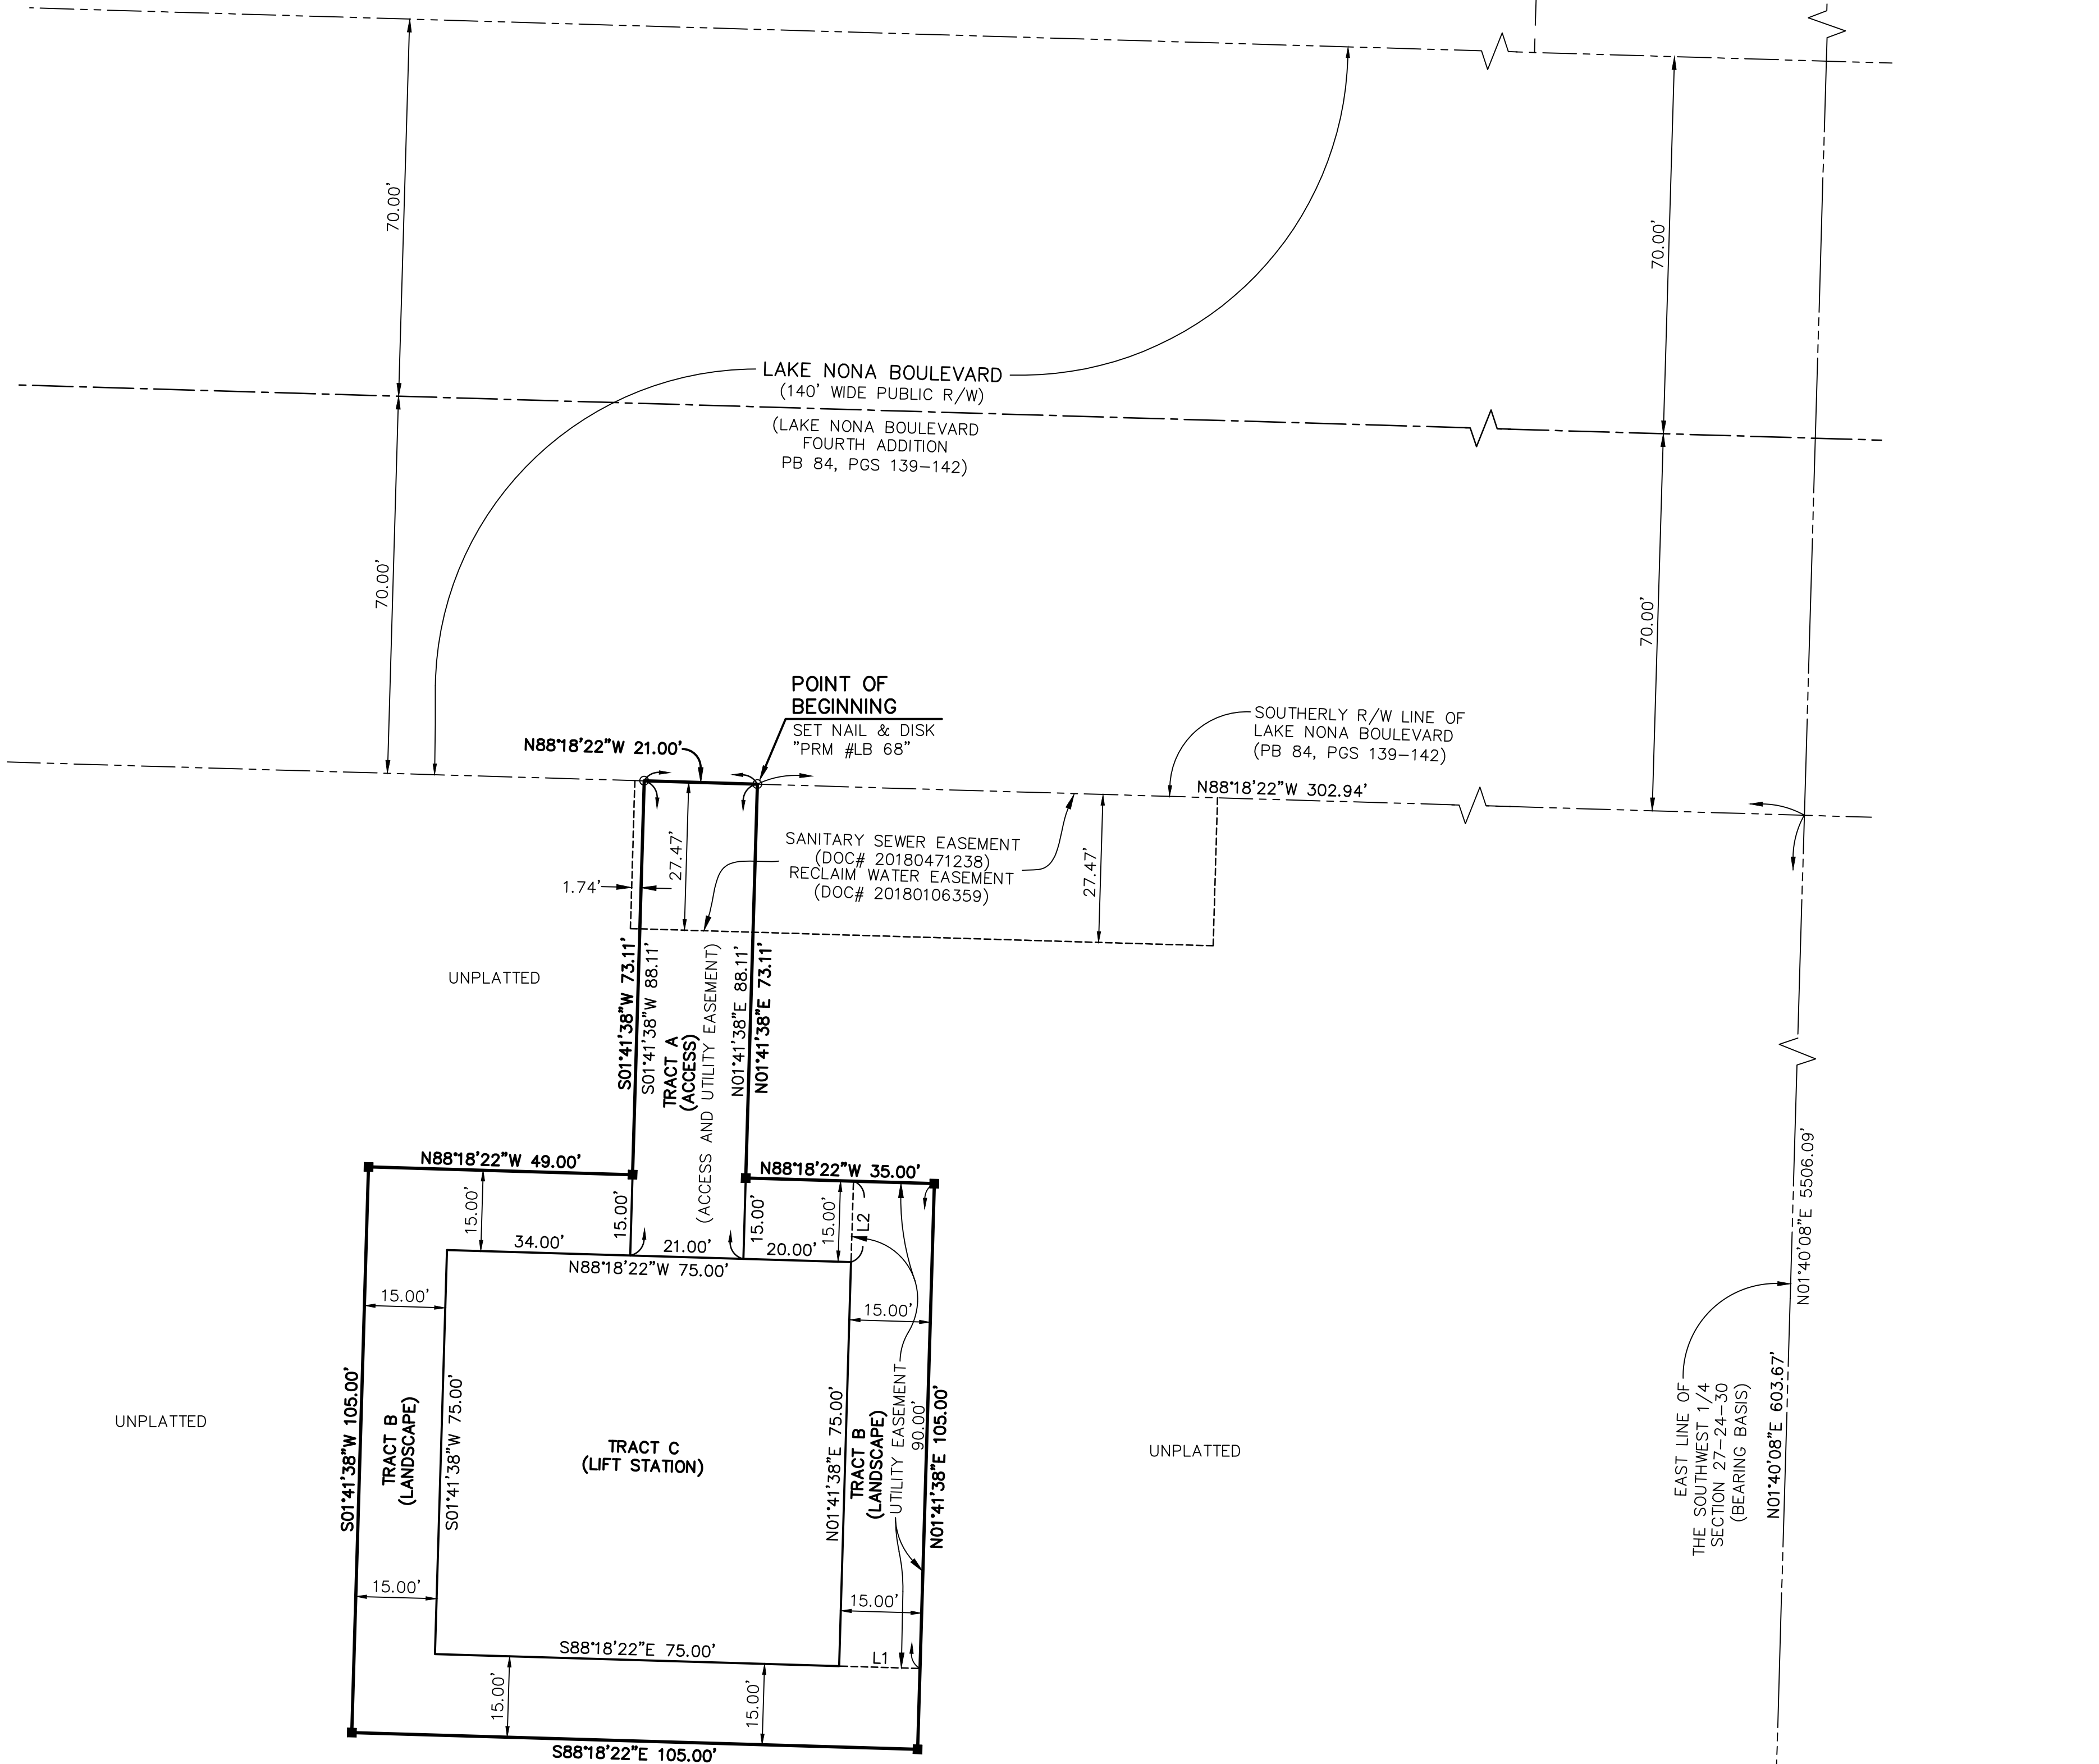 70.00'
70.00'
LAKE NONA BOULEVARD
(140' WIDE PUBLIC R/W)
(LAKE NONA BOULEVARD
FOURTH ADDITION
PB 84, PGS 139-142)
70.00'
70.00'
POINT OF
BEGINNING
SET NAIL & DISK
"PRM #LB 68"
N88°18'22"W 21.00'
SOUTHERLY R/W LINE OF
LAKE NONA BOULEVARD
(PB 84, PGS 139-142)
N88°18'22"W 302.94'
SANITARY SEWER EASEMENT
(DOC# 20180471238)
RECLAIM WATER EASEMENT
(DOC# 20180106359)
27.47'
27.47'
1.74'
S01°41'38"W 73.11'
S01°41'38"W 88.11'
TRACT A
(ACCESS)
(ACCESS AND UTILITY EASEMENT)
N01°41'38"E 88.11'
N01°41'38"E 73.11'
UNPLATTED
N88°18'22"W 49.00'
N88°18'22"W 35.00'
15.00'
15.00'
15.00'
15.00'
L2
34.00'
21.00'
20.00'
N88°18'22"W 75.00'
15.00'
15.00'
UNPLATTED
S01°41'38"W 105.00'
TRACT B
(LANDSCAPE)
S01°41'38"W 75.00'
TRACT C
(LIFT STATION)
N01°41'38"E 75.00'
TRACT B
(LANDSCAPE)
UTILITY EASEMENT
90.00'
N01°41'38"E 105.00'
UNPLATTED
15.00'
15.00'
S88°18'22"E 75.00'
L1
15.00'
15.00'
S88°18'22"E 105.00'
N01°40'08"E 5506.09'
EAST LINE OF
THE SOUTHWEST 1/4
SECTION 27-24-30
(BEARING BASIS)
N01°40'08"E 603.67'